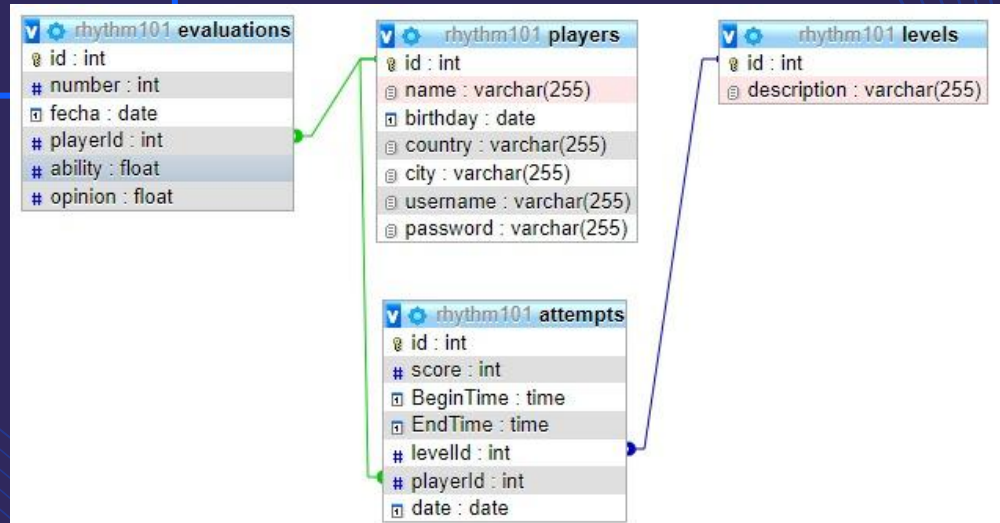 rhythm101 evaluations
id : int
number : int
fecha : date
playerId : int
ability : float
opinion : float
rhythm101 players
id : int
name : varchar(255)
birthday : date
country : varchar(255)
city : varchar(255)
username : varchar(255)
password : varchar(255)
rhythm101 levels
id : int
description : varchar(255)
rhythm101 attempts
id : int
score : int
BeginTime : time
EndTime : time
levelId : int
playerId : int
date : date